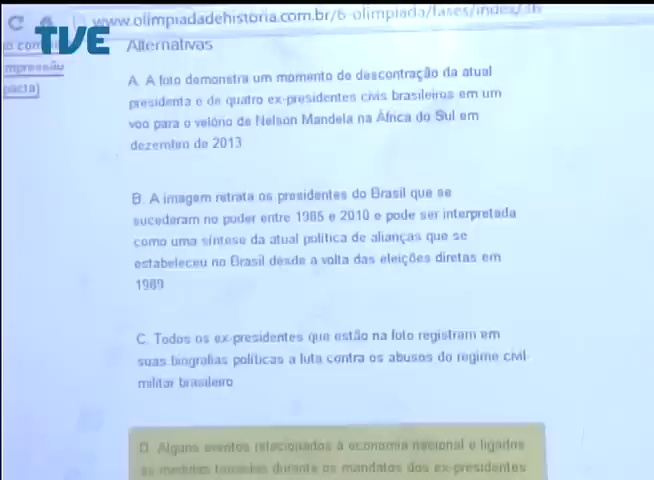 www.olimpiadadehistoria.com.br/6-olimpiada/fases/index/
TVE
Alternativas
mpressão
pacta)
A. A foto demonstra um momento de descontração da atual
presidenta e de quatro ex-presidentes civis brasileiros em um
voo para o velório de Nelson Mandela na África do Sul em
dezembro de 2013
B. A imagem retrata os presidentes do Brasil que se
sucederam no poder entre 1985 e 2010 e pode ser interpretada
como uma síntese da atual política de alianças que se
estabeleceu no Brasil desde a volta das eleições diretas em
1989
C. Todos os ex-presidentes que estão na foto registram em
suas biografias políticas a luta contra os abusos do regime civil-
militar brasileiro
D. Alguns eventos relacionados à economia nacional e ligados
às medidas tomadas durante os mandatos dos ex-presidentes